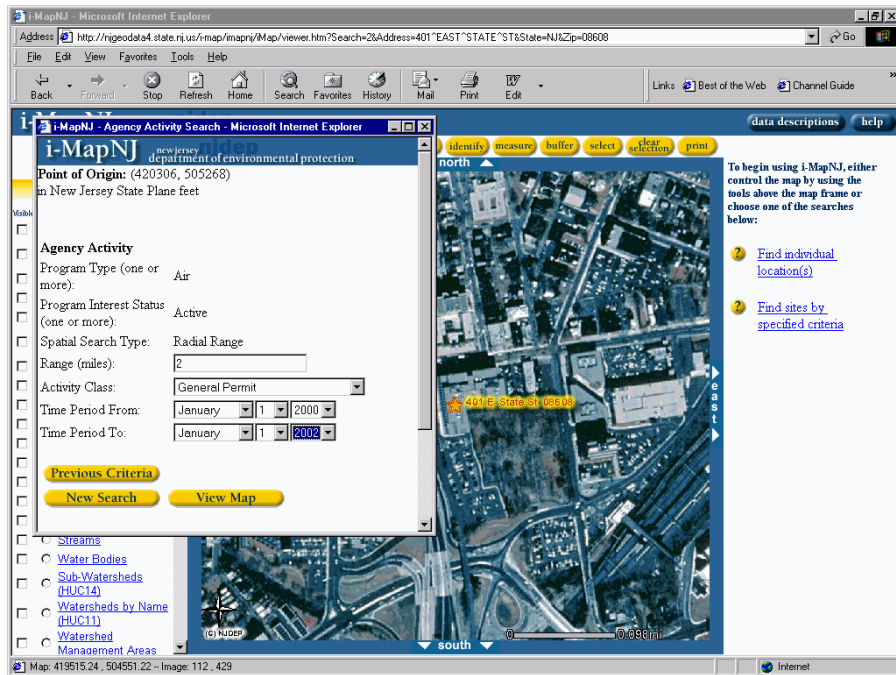 i-MapNJ - Microsoft Internet Explorer
Address http://njgeodata4.state.nj.us/i-map/imapnj/iMap/viewer.htm?Search=2&Address=401^EAST^STATE^ST&State=NJ&Zip=08608 Go
File Edit View Favorites Tools Help
Back Forward Stop Refresh Home Search Favorites History Mail Print Edit Links Best of the Web Channel Guide »
data descriptions help
i-MapNJ - Agency Activity Search - Microsoft Internet Explorer
i-MapNJ new jersey
department of environmental protection
Point of Origin: (420306, 505268)
in New Jersey State Plane feet
Agency Activity
Program Type (one or more): Air
Program Interest Status (one or more): Active
Spatial Search Type: Radial Range
Range (miles): 2
Activity Class: General Permit
Time Period From: January 1 2000
Time Period To: January 1 2002
Previous Criteria
New Search View Map
identify measure buffer select clear selection print
north
401 E State St 08608
east
south
0 0.098mi
(C) NJDEP
To begin using i-MapNJ, either
control the map by using the
tools above the map frame or
choose one of the searches
below:
? Find individual
location(s)
? Find sites by
specified criteria
Streams
Water Bodies
Sub-Watersheds
(HUC14)
Watersheds by Name
(HUC11)
Watershed
Management Areas
Map: 419515.24 , 504551.22 -- Image: 112 , 429 Internet